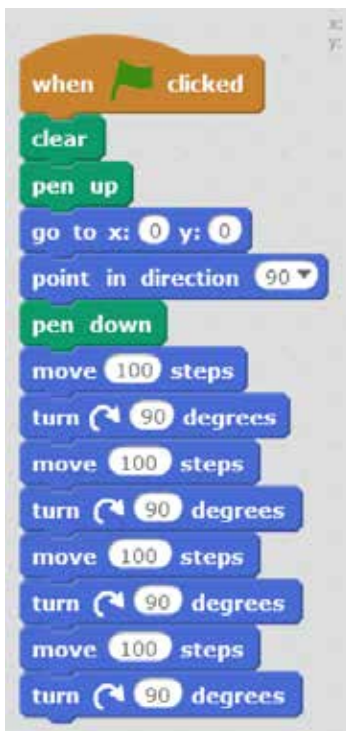 x:
y:
when clicked
clear
pen up
go to x: 0 y: 0
point in direction 90
pen down
move 100 steps
turn 90 degrees
move 100 steps
turn 90 degrees
move 100 steps
turn 90 degrees
move 100 steps
turn 90 degrees